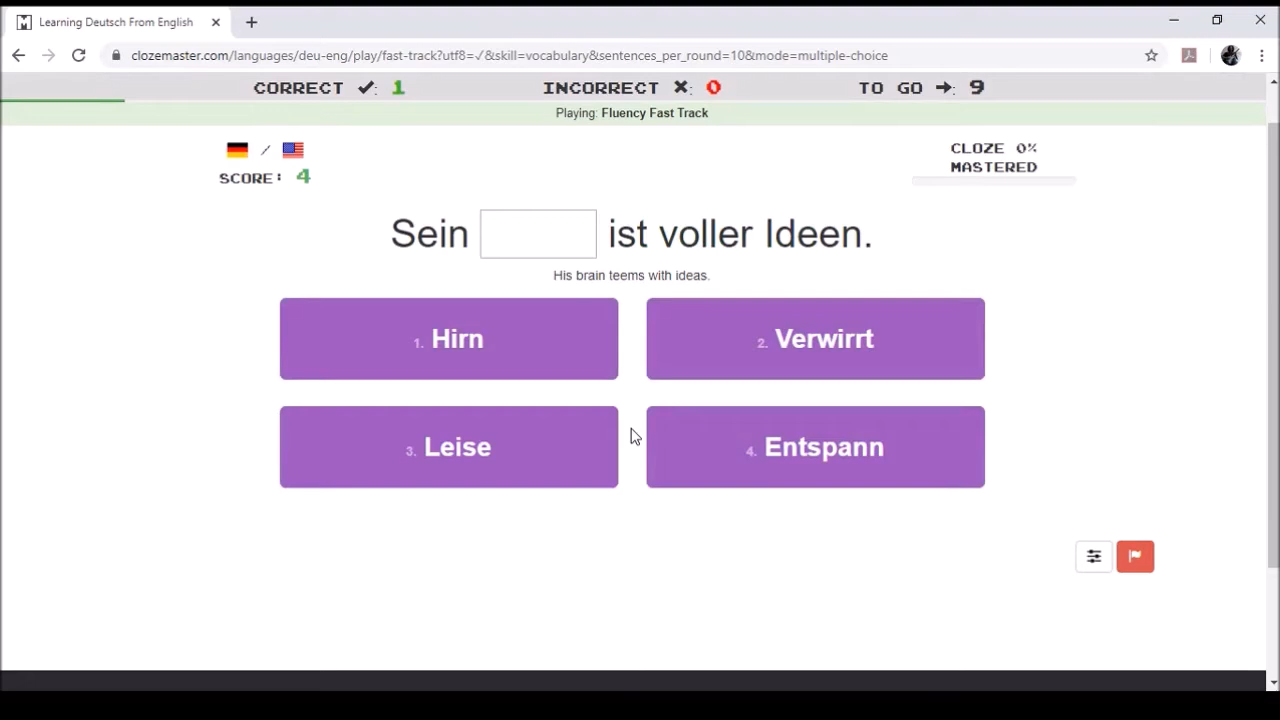 Learning Deutsch From English
clozemaster.com/languages/deu-eng/play/fast-track?utf8=✓&skill=vocabulary&sentences_per_round=10&mode=multiple-choice
CORRECT ✔: 1 INCORRECT ✖: 0 TO GO ➔: 9
Playing: Fluency Fast Track
/
SCORE: 4
CLOZE 0%
MASTERED
Sein ist voller Ideen.
His brain teems with ideas.
1. Hirn
2. Verwirrt
3. Leise
4. Entspann